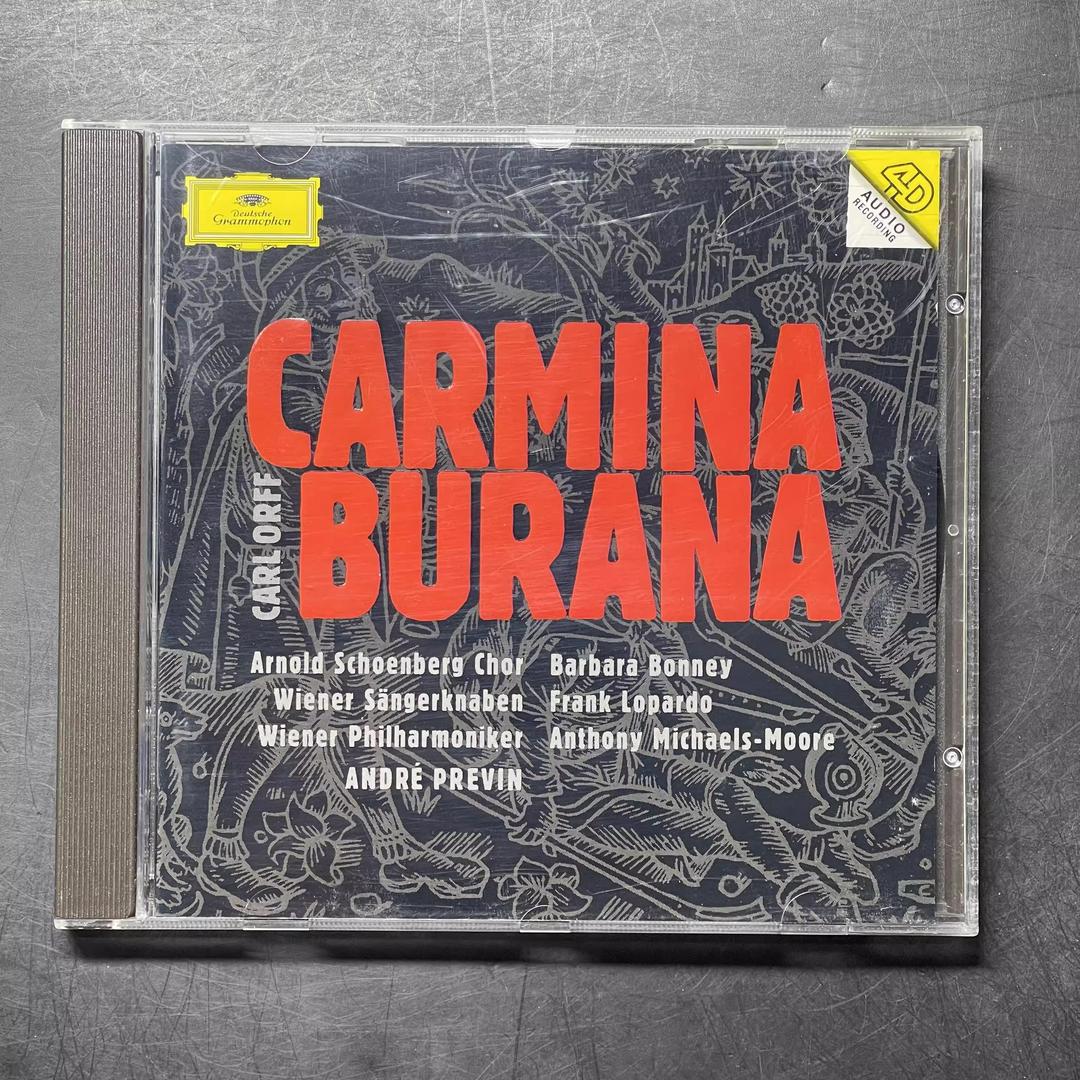 Deutsche
Grammophon
4D
AUDIO
RECORDING
CARMINA
BURANA
CARL ORFF
Arnold Schoenberg Chor
Wiener Sängerknaben
Wiener Philharmoniker
ANDRÉ PREVIN
Barbara Bonney
Frank Lopardo
Anthony Michaels-Moore